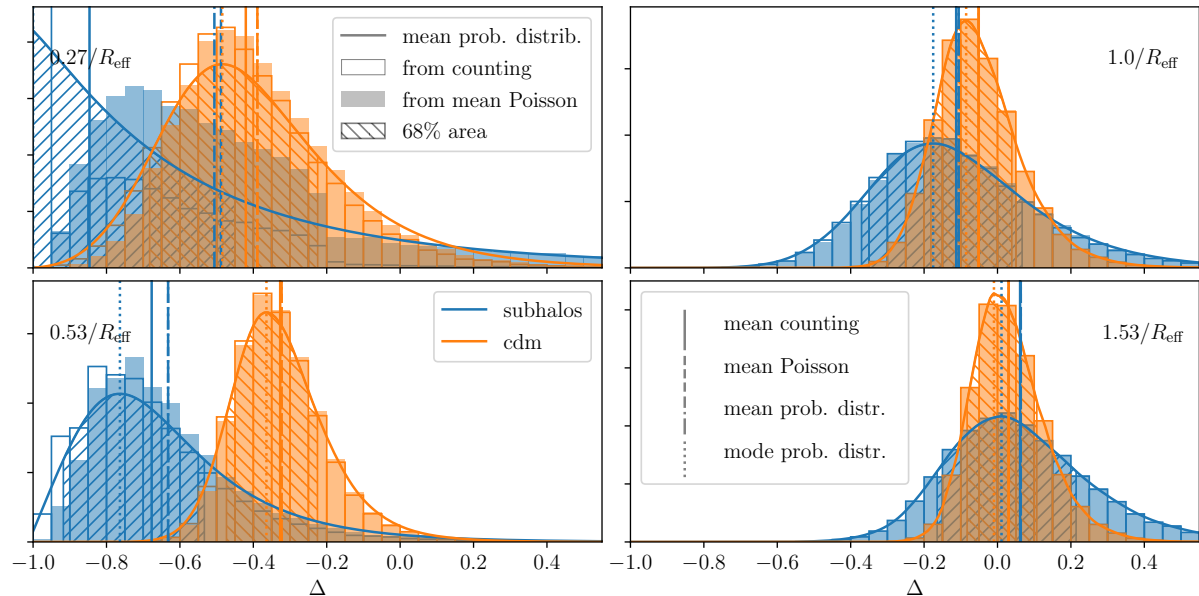 0.27/R_eff
mean prob. distrib.
from counting
from mean Poisson
68% area
1.0/R_eff
0.53/R_eff
subhalos
cdm
mean counting
mean Poisson
mean prob. distr.
mode prob. distr.
1.53/R_eff
−1.0 −0.8 −0.6 −0.4 −0.2 0.0 0.2 0.4
Δ
−1.0 −0.8 −0.6 −0.4 −0.2 0.0 0.2 0.4
Δ